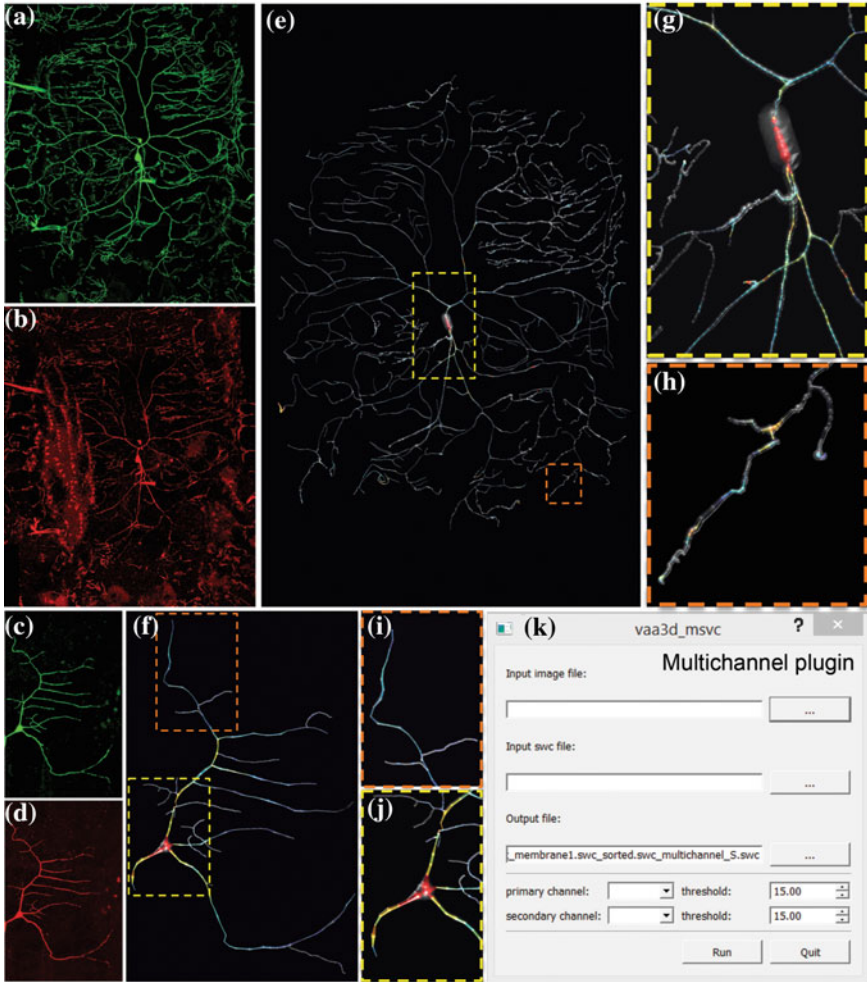 (a)
(e)
(g)
(b)
(h)
(c)
(f)
(i)
(k)
vaa3d_msvc
?
×
Multichannel plugin
Input image file:
...
Input swc file:
...
(d)
(j)
Output file:
_membrane1.swc_sorted.swc_multichannel_S.swc
...
primary channel:
threshold:
15.00
secondary channel:
threshold:
15.00
Run
Quit